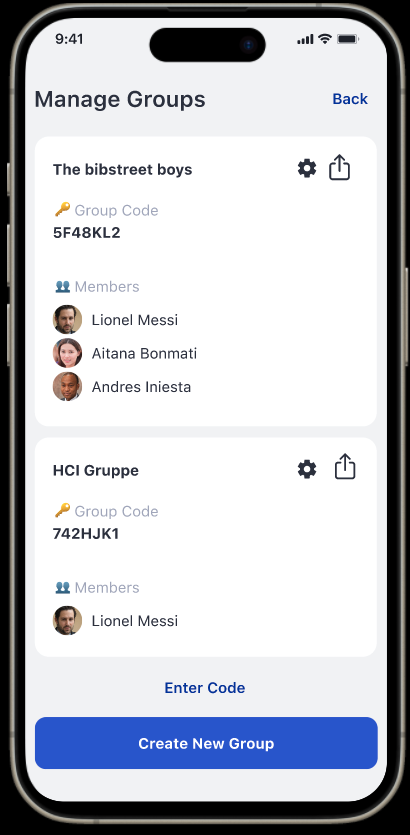 9:41
Manage Groups
Back
The bibstreet boys
Group Code
5F48KL2
Members
Lionel Messi
Aitana Bonmati
Andres Iniesta
HCI Gruppe
Group Code
742HJK1
Members
Lionel Messi
Enter Code
Create New Group